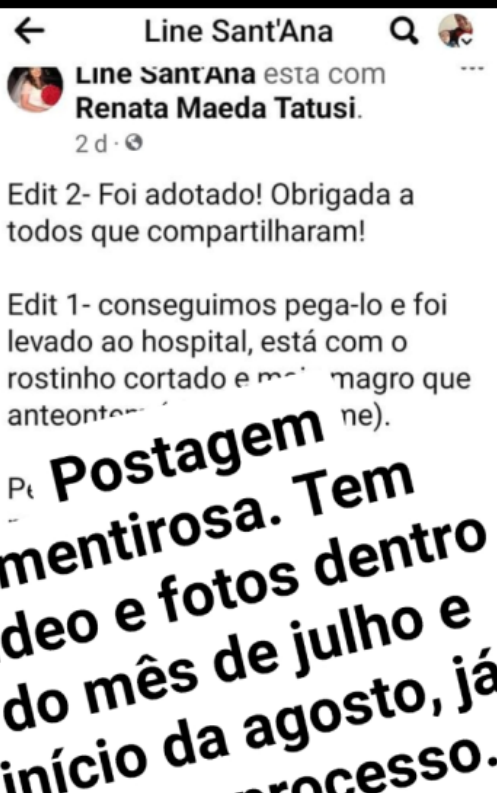 Line Sant'Ana
Line Sant'Ana está com
Renata Maeda Tatusi.
2 d
Edit 2- Foi adotado! Obrigada a
todos que compartilharam!
Edit 1- conseguimos pega-lo e foi
levado ao hospital, está com o
rostinho cortado e magro que
Postagem
mentirosa. Tem
deo e fotos dentro
do mês de julho e
início da agosto, já
processo.